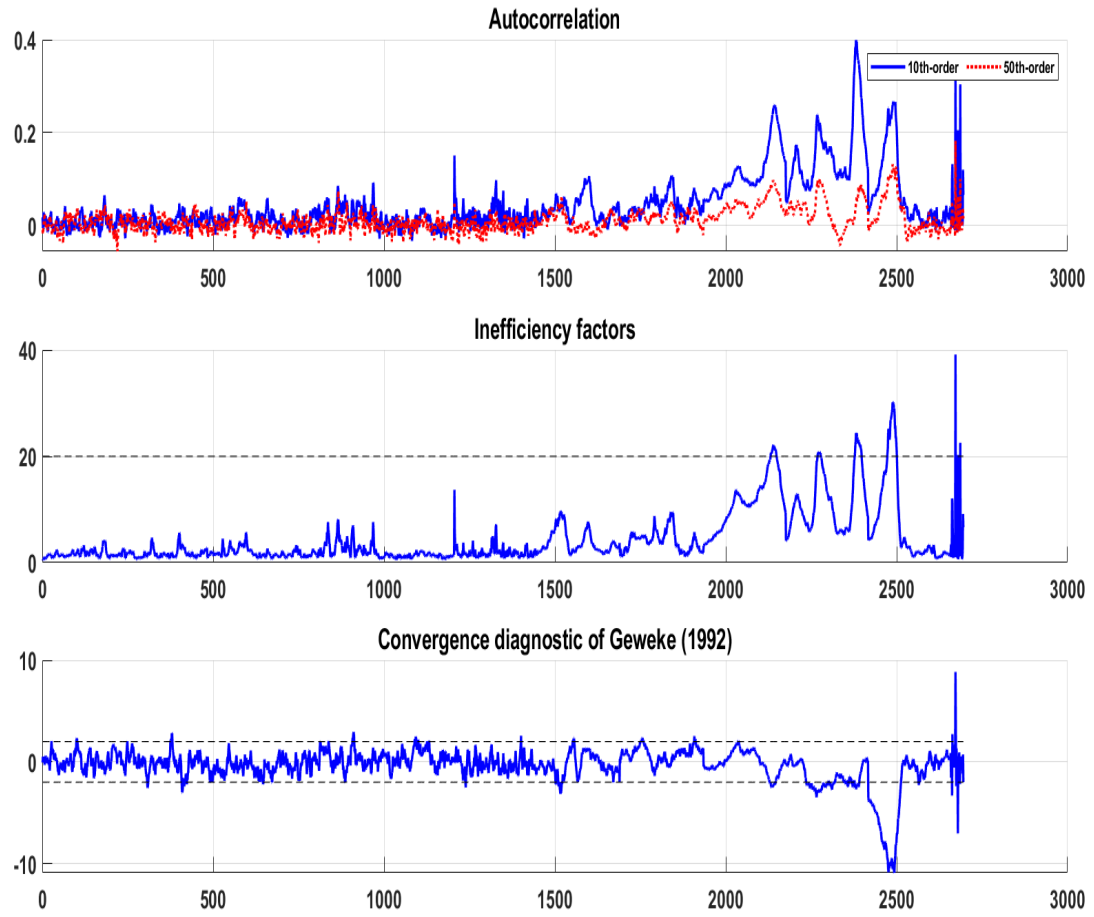 Autocorrelation
0.4
0.2
0
10th-order 50th-order
0 500 1000 1500 2000 2500 3000
Inefficiency factors
40
20
0
0 500 1000 1500 2000 2500 3000
Convergence diagnostic of Geweke (1992)
10
0
-10
0 500 1000 1500 2000 2500 3000